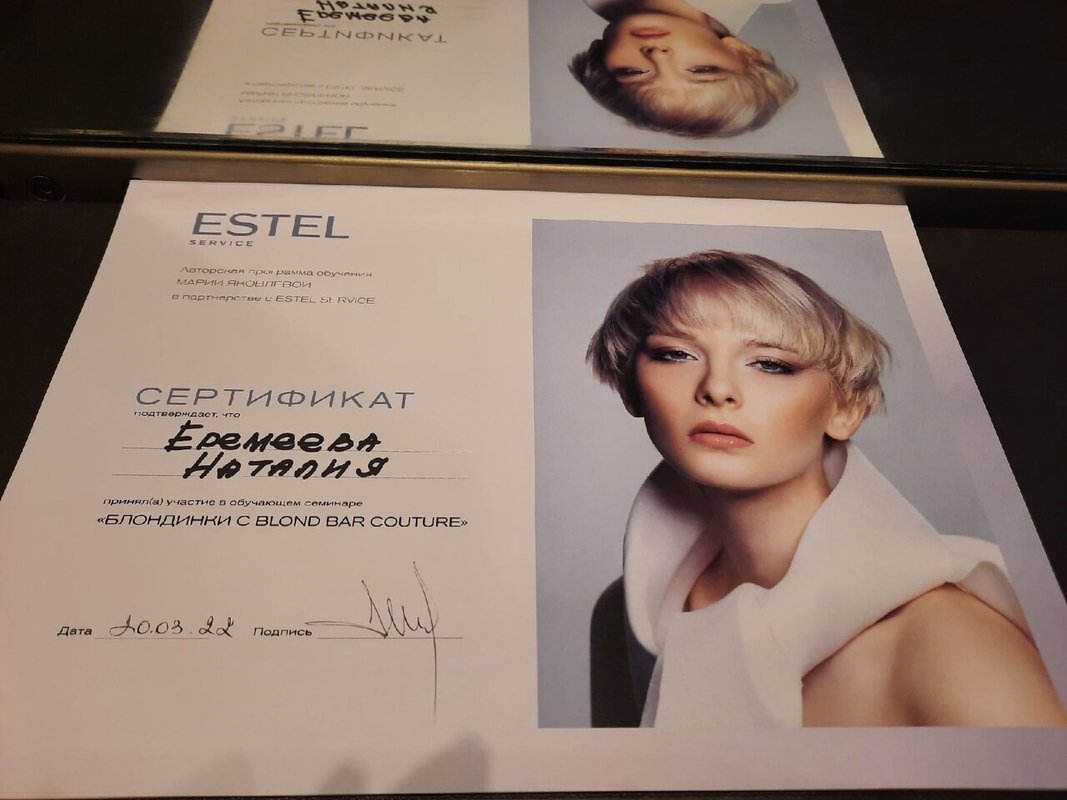 ESTEL
SERVICE
Авторская программа обучения
МАРИИ ЯКОВЛЕВОЙ
в партнерстве с ESTEL SERVICE
СЕРТИФИКАТ
подтверждает, что
Еремеева
Наталия
принял(а) участие в обучающем семинаре
«БЛОНДИНКИ С BLOND BAR COUTURE»
Дата 20.03.22 Подпись